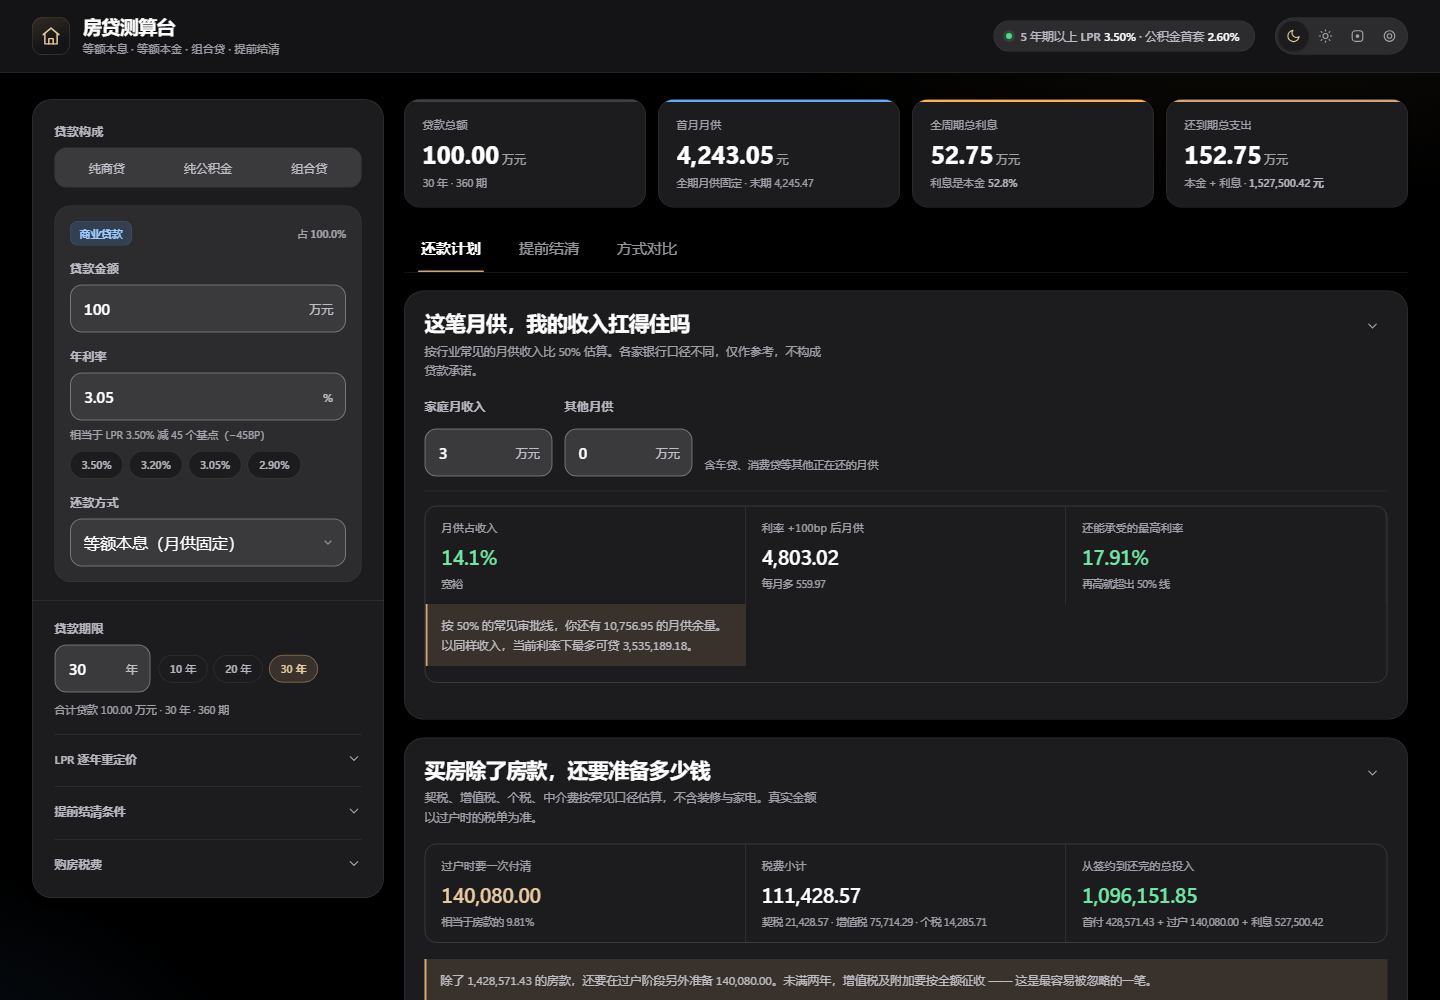 房贷测算台
等额本息 · 等额本金 · 组合贷 · 提前结清
5 年期以上 LPR 3.50% · 公积金首套 2.60%
贷款构成
纯商贷 纯公积金 组合贷
商业贷款 占 100.0%
贷款金额
100 万元
年利率
3.05 %
相当于 LPR 3.50% 减 45 个基点（−45BP）
3.50% 3.20% 3.05% 2.90%
还款方式
等额本息（月供固定）
贷款期限
30 年 10 年 20 年 30 年
合计贷款 100.00 万元 · 30 年 · 360 期
LPR 逐年重定价
提前结清条件
购房税费
贷款总额
100.00 万元
30 年 · 360 期
首月月供
4,243.05 元
全期月供固定 · 末期 4,245.47
全周期总利息
52.75 万元
利息是本金 52.8%
还到期总支出
152.75 万元
本金 + 利息 · 1,527,500.42 元
还款计划 提前结清 方式对比
这笔月供，我的收入扛得住吗
按行业常见的月供收入比 50% 估算。各家银行口径不同，仅作参考，不构成
贷款承诺。
家庭月收入 其他月供
3 万元 0 万元 含车贷、消费贷等其他正在还的月供
月供占收入
14.1%
宽裕
利率 +100bp 后月供
4,803.02
每月多 559.97
还能承受的最高利率
17.91%
再高就超出 50% 线
按 50% 的常见审批线，你还有 10,756.95 的月供余量。
以同样收入，当前利率下最多可贷 3,535,189.18。
买房除了房款，还要准备多少钱
契税、增值税、个税、中介费按常见口径估算，不含装修与家电。真实金额
以过户时的税单为准。
过户时要一次付清
140,080.00
相当于房款的 9.81%
税费小计
111,428.57
契税 21,428.57 · 增值税 75,714.29 · 个税 14,285.71
从签约到还完的总投入
1,096,151.85
首付 428,571.43 + 过户 140,080.00 + 利息 527,500.42
除了 1,428,571.43 的房款，还要在过户阶段另外准备 140,080.00。未满两年，增值税及附加要按全额征收 —— 这是最容易被忽略的一笔。